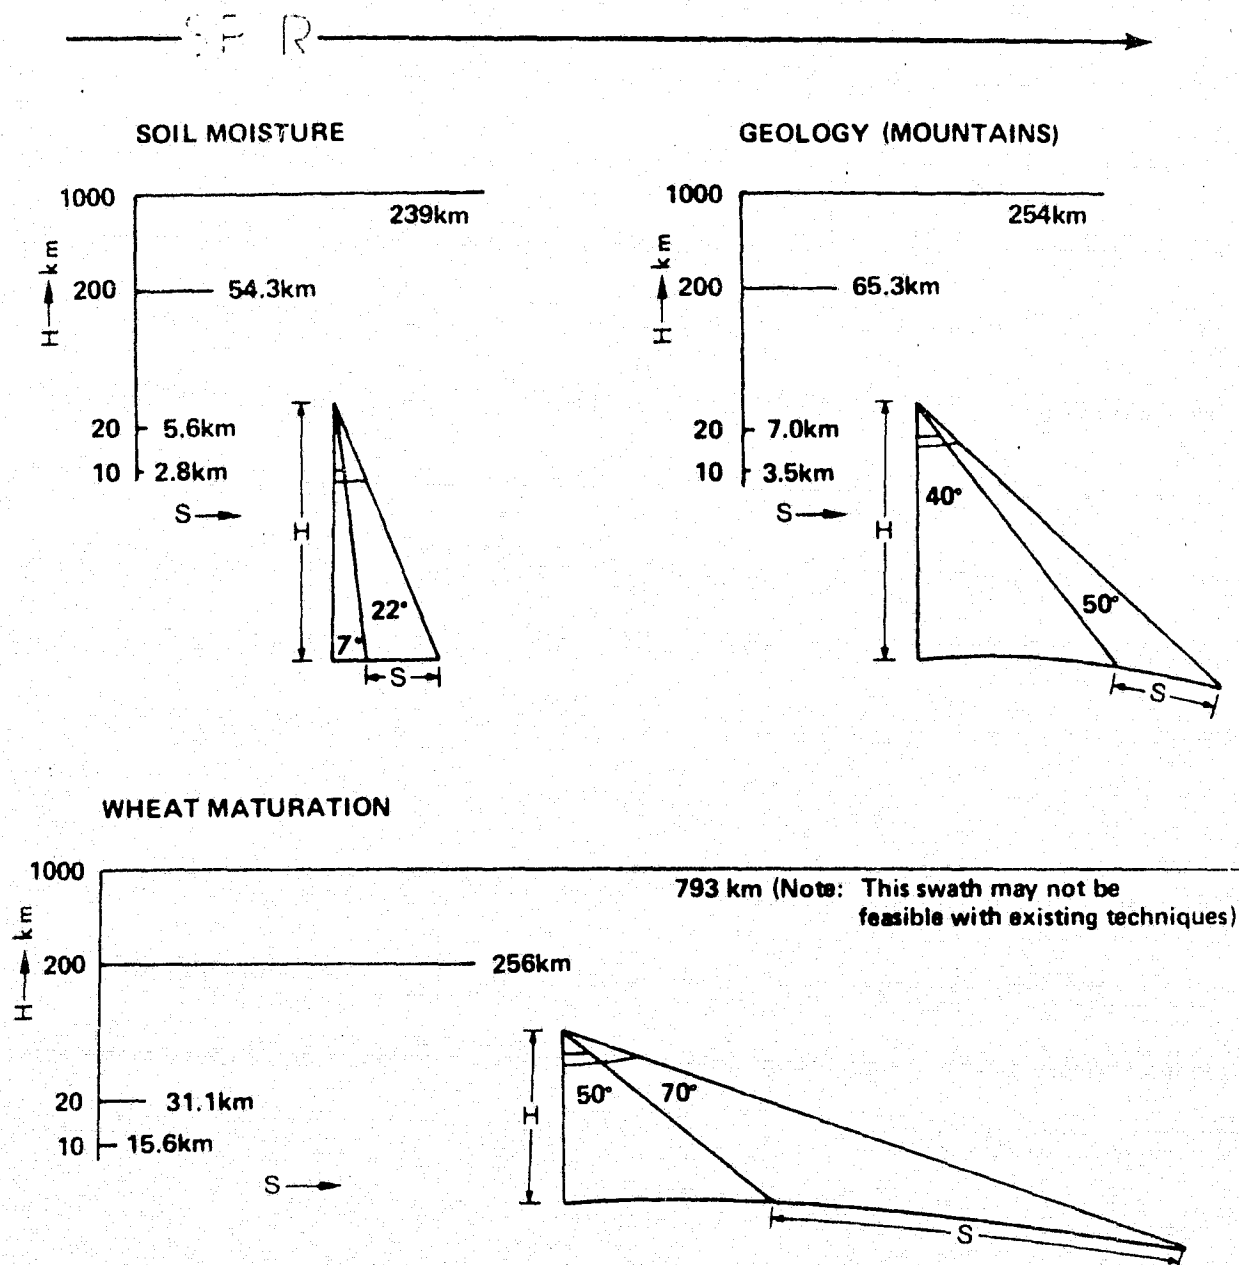 SOIL MOISTURE
1000
239km
H km
200
54.3km
20
5.6km
10
2.8km
S
H
22°
7°
S
GEOLOGY (MOUNTAINS)
1000
254km
H km
200
65.3km
20
7.0km
10
3.5km
S
40°
H
50°
S
WHEAT MATURATION
1000
793 km (Note: This swath may not be
feasible with existing techniques)
H km
200
256km
20
31.1km
10
15.6km
S
50°
70°
H
S